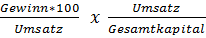 Gewinn*100 / Umsatz x Umsatz / Gesamtkapital